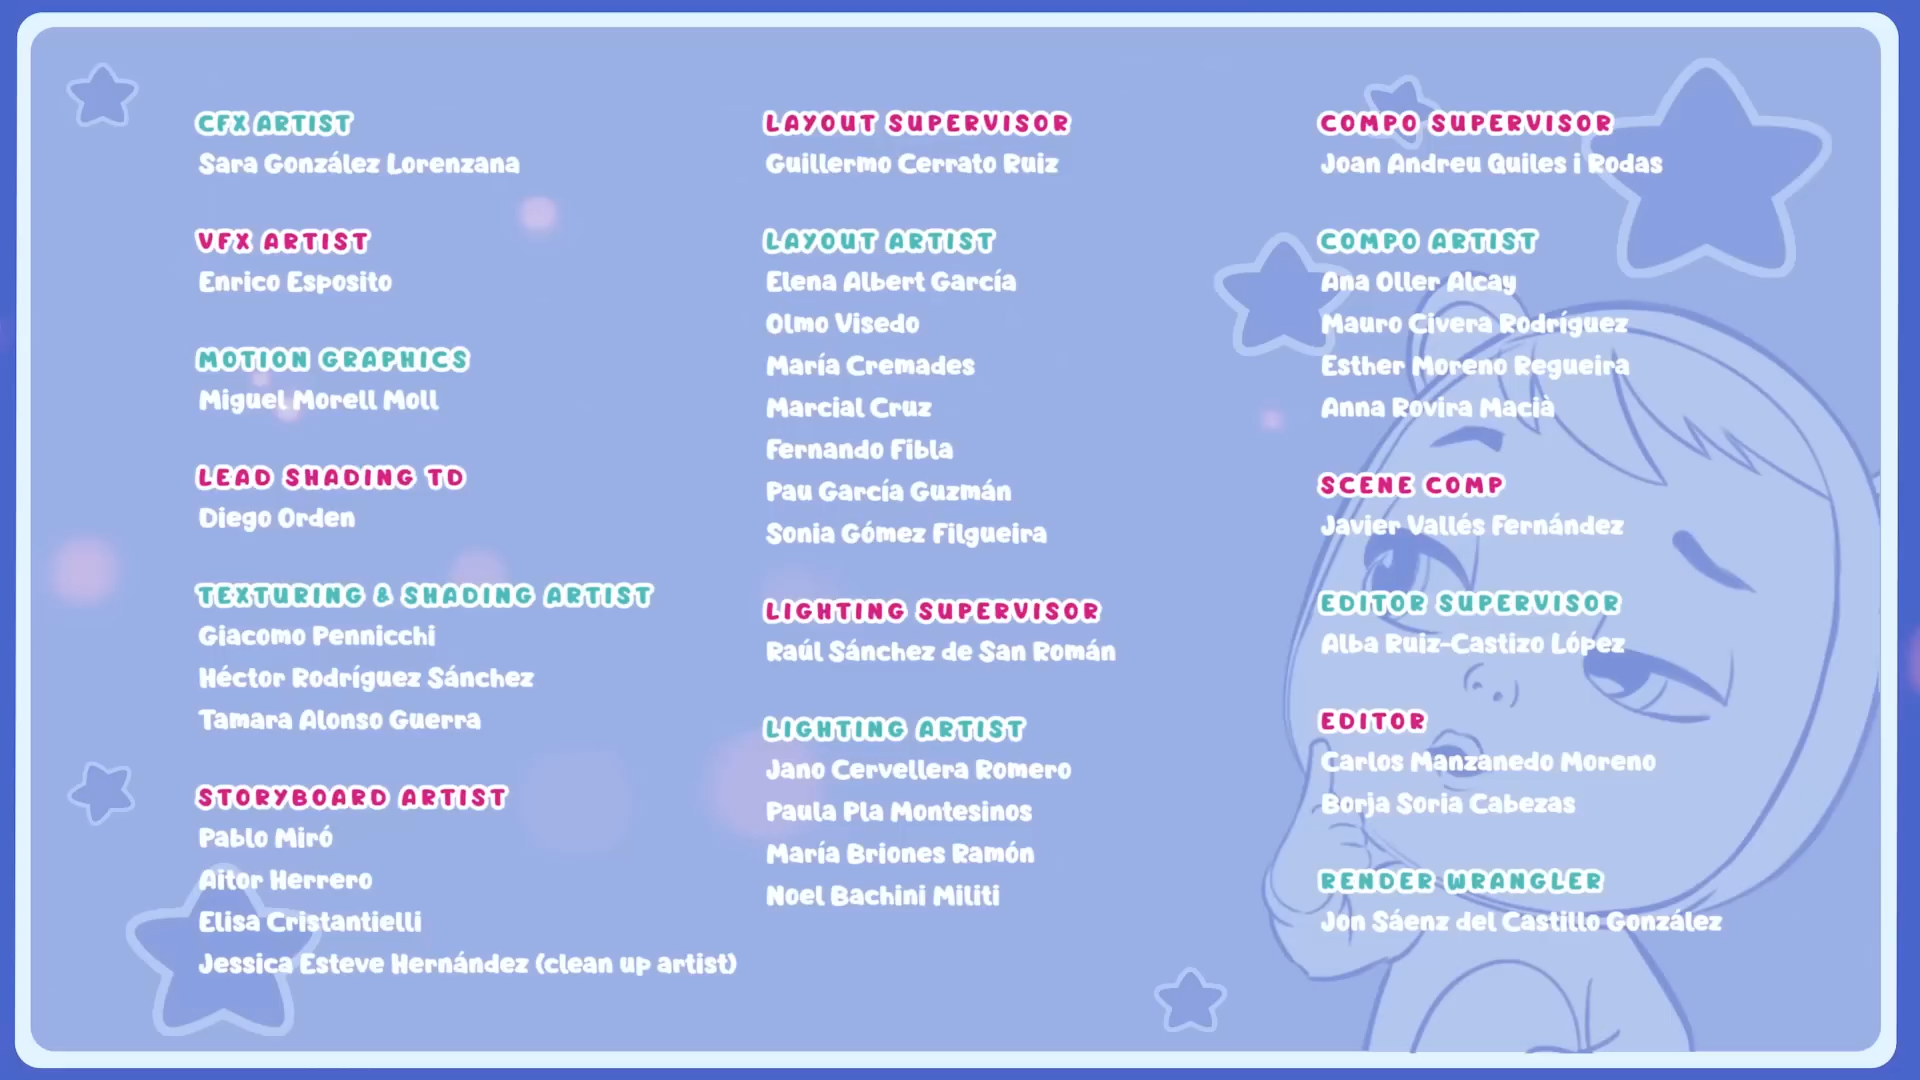 CFX ARTIST
Sara González Lorenzana
VFX ARTIST
Enrico Esposito
MOTION GRAPHICS
Miguel Morell Moll
LEAD SHADING TD
Diego Orden
TEXTURING & SHADING ARTIST
Giacomo Pennicchi
Héctor Rodríguez Sánchez
Tamara Alonso Guerra
STORYBOARD ARTIST
Pablo Miró
Aitor Herrero
Elisa Cristantielli
Jessica Esteve Hernández (clean up artist)
LAYOUT SUPERVISOR
Guillermo Cerrato Ruiz
LAYOUT ARTIST
Elena Albert García
Olmo Visedo
María Cremades
Marcial Cruz
Fernando Fibla
Pau García Guzmán
Sonia Gómez Filgueira
LIGHTING SUPERVISOR
Raúl Sánchez de San Román
LIGHTING ARTIST
Jano Cervellera Romero
Paula Pla Montesinos
María Briones Ramón
Noel Bachini Militi
COMPO SUPERVISOR
Joan Andreu Quiles i Rodas
COMPO ARTIST
Ana Oller Alcay
Mauro Civera Rodríguez
Esther Moreno Regueira
Anna Rovira Macià
SCENE COMP
Javier Vallés Fernández
EDITOR SUPERVISOR
Alba Ruiz-Castizo López
EDITOR
Carlos Manzanedo Moreno
Borja Soria Cabezas
RENDER WRANGLER
Jon Sáenz del Castillo González